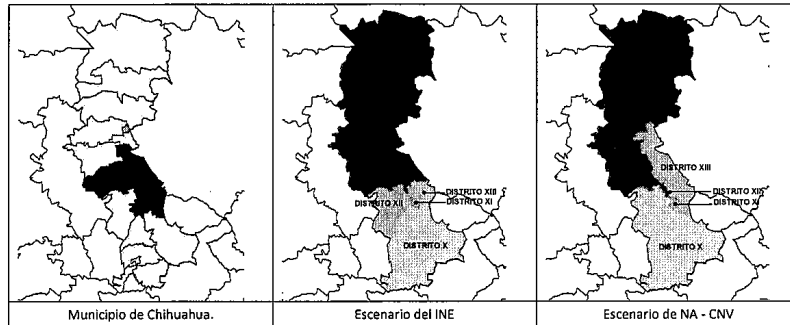 DISTRITO XIII
DISTRITO XI
DISTRITO XII
DISTRITO X
DISTRITO XIII
DISTRITO XII
DISTRITO XI
DISTRITO X
Municipio de Chihuahua.
Escenario del INE
Escenario de NA - CNV